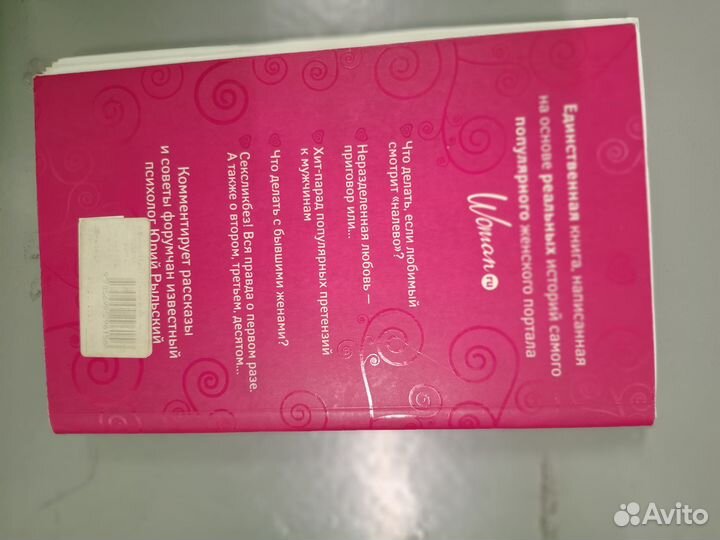 Единственная книга, написанная
на основе реальных историй самого
популярного женского портала
Woman.ru
Что делать если любимый
смотрит «налево»?
Неразделенная любовь —
приговор или...
Хит-парад популярных претензий
к мужчинам
Что делать с бывшими женами?
Сексликбез! Вся правда о первом разе.
А также о втором, третьем, десятом...
Комментирует рассказы
и советы форумчан известный
психолог Юрий Рыльский
Avito